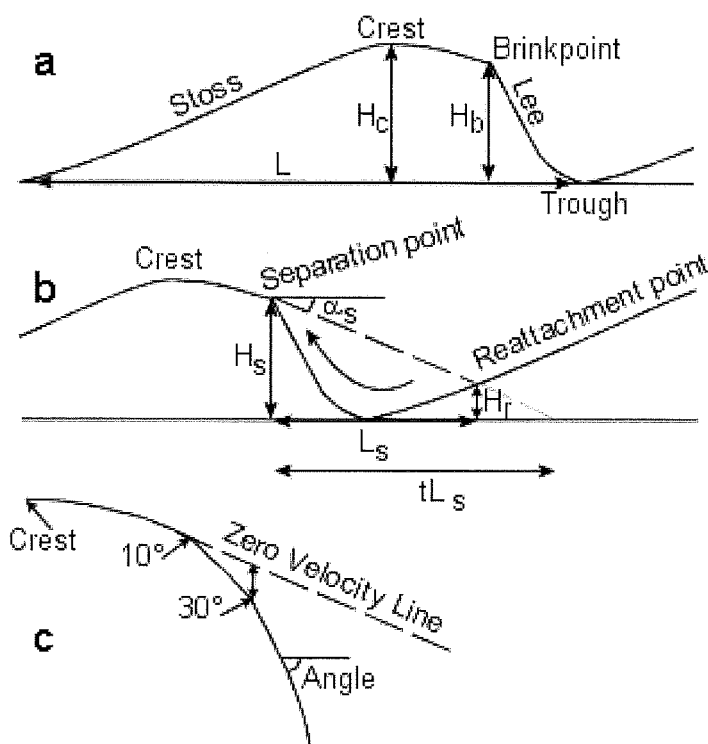 a
Crest
Brinkpoint
Stoss
Lee
Hc
Hb
L
Trough
b
Crest
Separation point
αs
Reattachment point
Hs
Hr
Ls
tLs
c
Crest
10°
Zero Velocity Line
30°
Angle